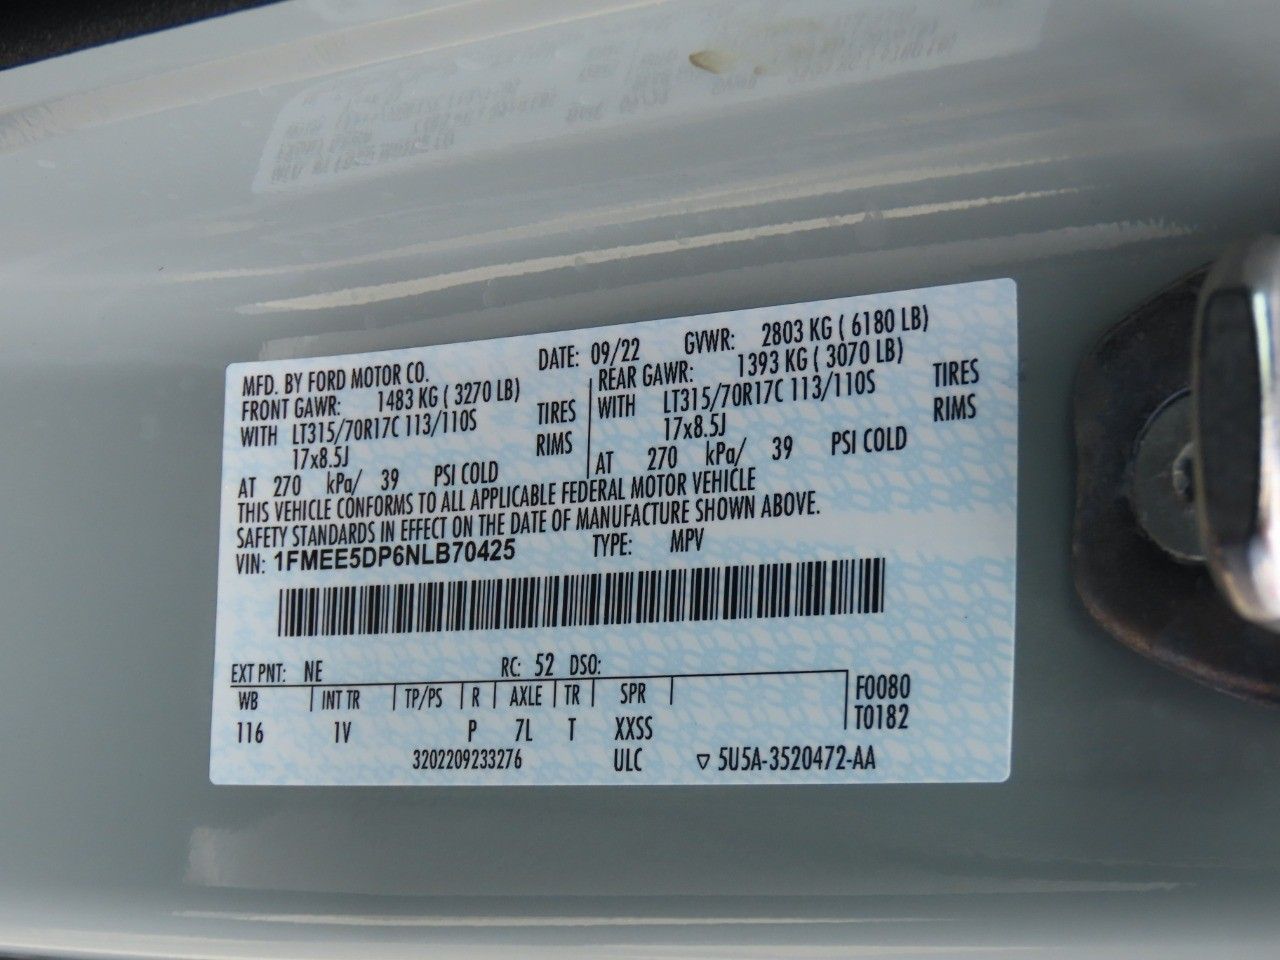 MFD. BY FORD MOTOR CO. DATE: 09/22 GVWR: 2803 KG ( 6180 LB)
FRONT GAWR: 1483 KG ( 3270 LB) REAR GAWR: 1393 KG ( 3070 LB)
WITH LT315/70R17C 113/110S TIRES WITH LT315/70R17C 113/110S TIRES
17x8.5J RIMS 17x8.5J RIMS
AT 270 kPa/ 39 PSI COLD AT 270 kPa/ 39 PSI COLD
THIS VEHICLE CONFORMS TO ALL APPLICABLE FEDERAL MOTOR VEHICLE
SAFETY STANDARDS IN EFFECT ON THE DATE OF MANUFACTURE SHOWN ABOVE.
VIN: 1FMEE5DP6NLB70425 TYPE: MPV
EXT PNT: NE RC: 52 DSO:
WB INT TR TP/PS R AXLE TR SPR F0080
116 1V P 7L T XXSS T0182
3202209233276 ULC ▽ 5U5A-3520472-AA